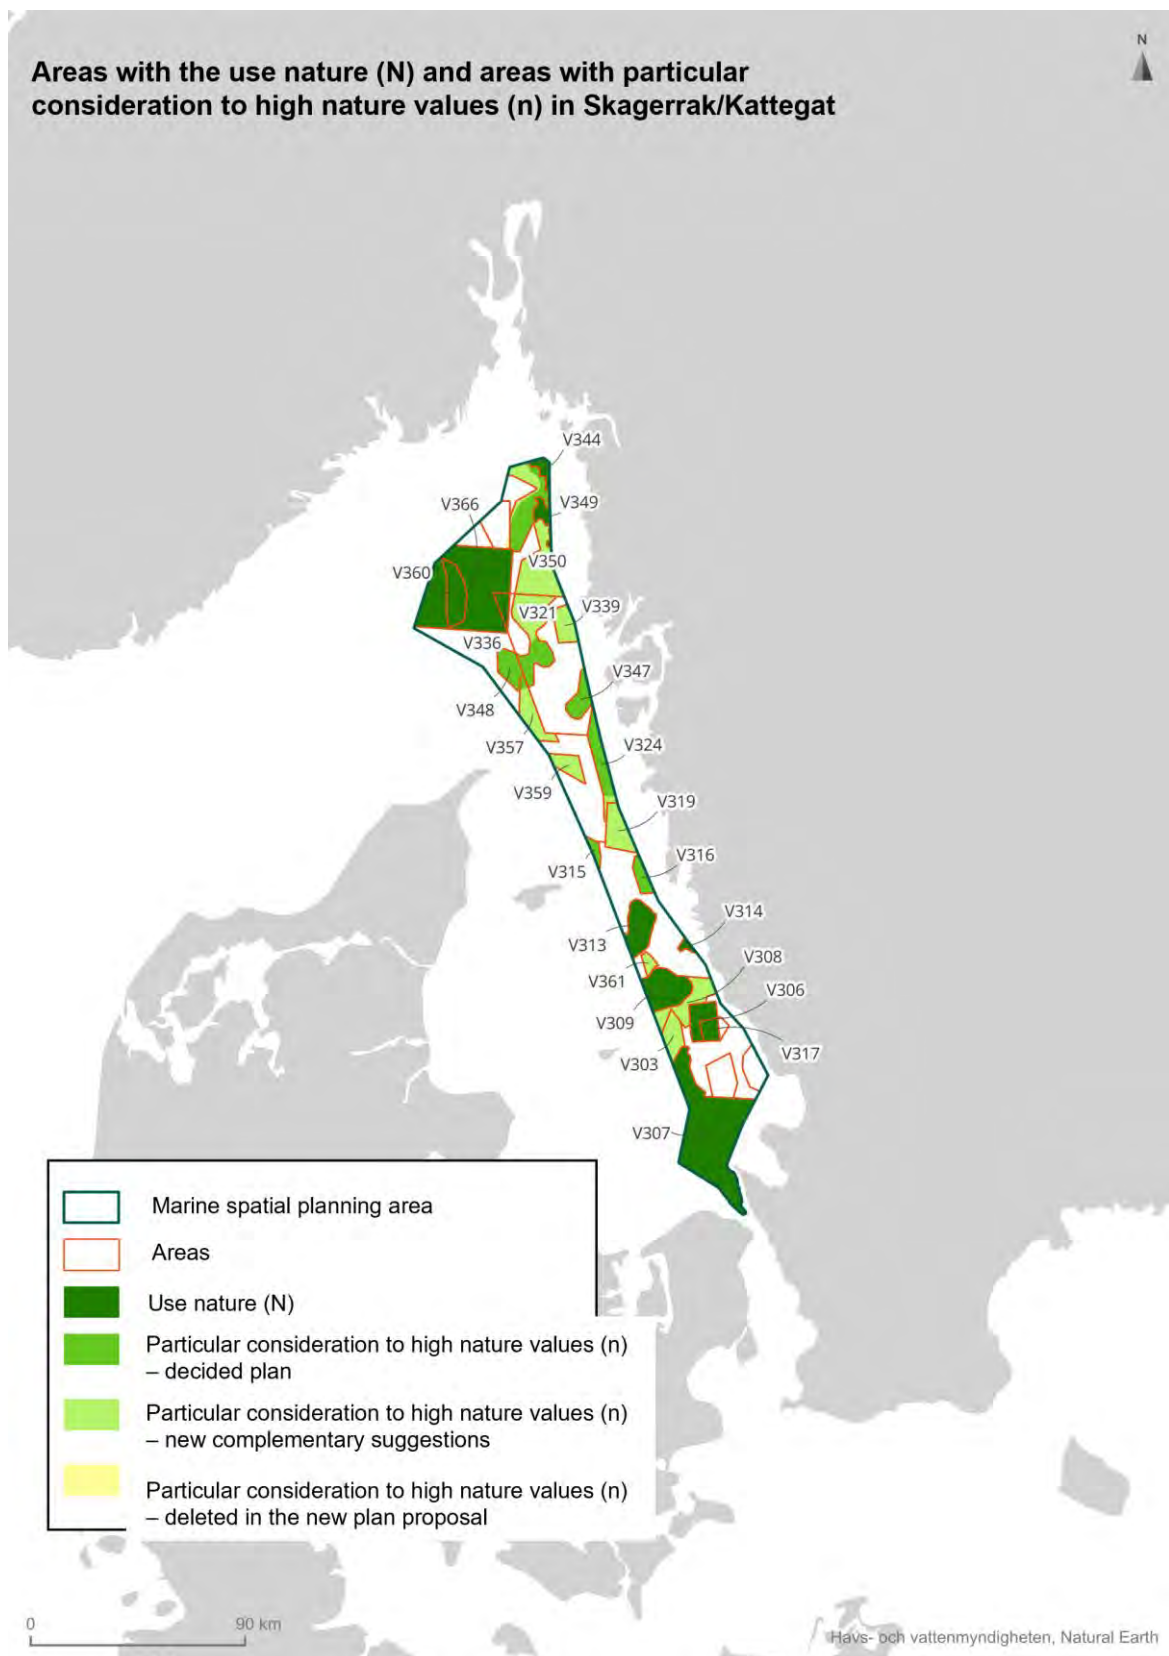 Areas with the use nature (N) and areas with particular
consideration to high nature values (n) in Skagerrak/Kattegat
N
V344
V366
V349
V350
V360
V321
V339
V336
V347
V348
V357
V324
V359
V319
V315
V316
V314
V313
V308
V361
V306
V309
V317
V303
V307
Marine spatial planning area
Areas
Use nature (N)
Particular consideration to high nature values (n)
– decided plan
Particular consideration to high nature values (n)
– new complementary suggestions
Particular consideration to high nature values (n)
– deleted in the new plan proposal
0 90 km
Havs- och vattenmyndigheten, Natural Earth